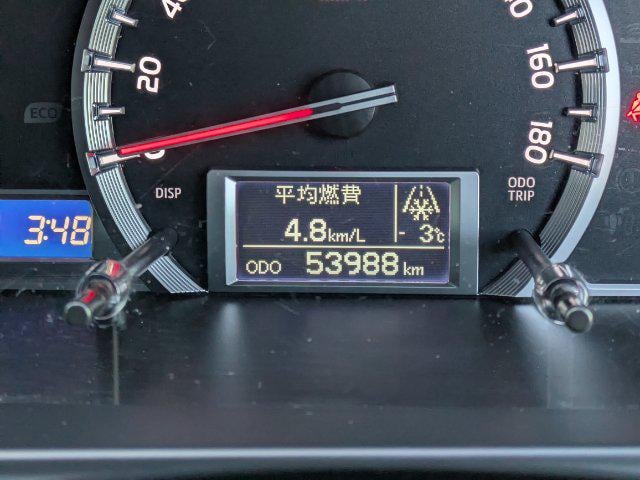 20
160
180
ECO
0
DISP
ODO
TRIP
平均燃費
4.8km/L
- 3℃
3:48
ODO 53988 km